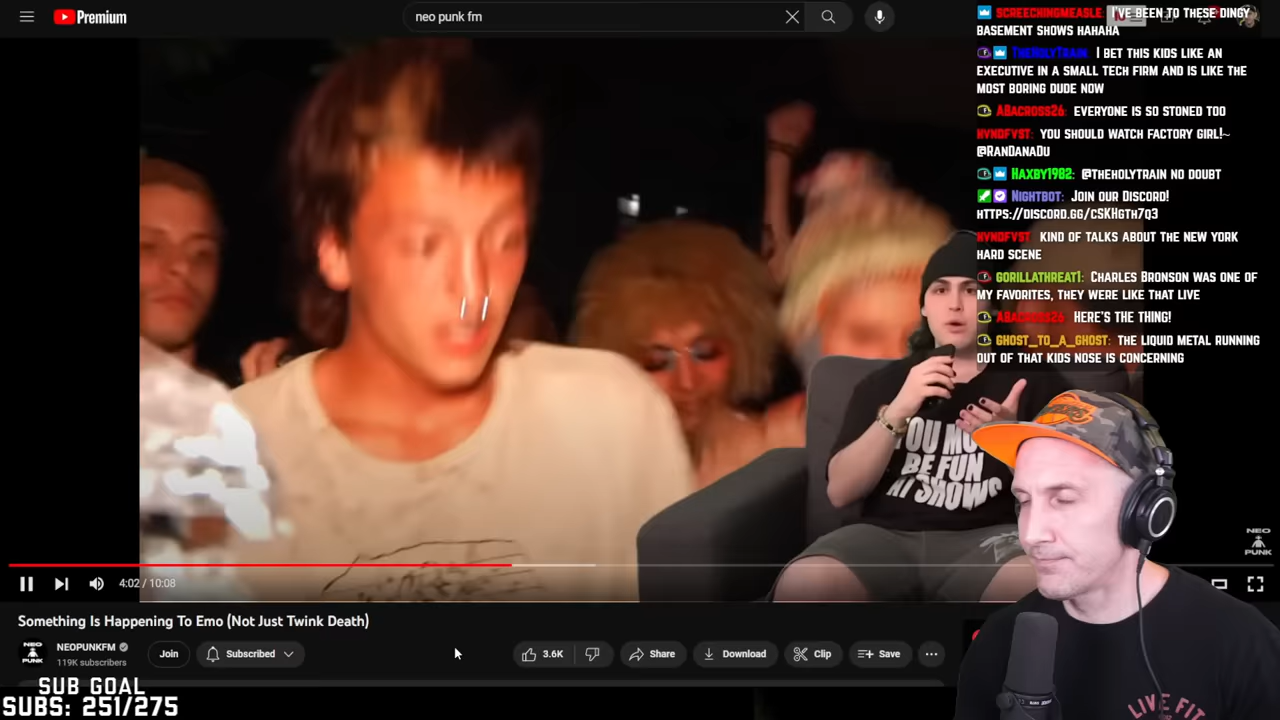 Premium
neo punk fm
SCREECHINGMEASLE: I'VE BEEN TO THESE DINGY
BASEMENT SHOWS HAHAHA
THEHOLYTRAIN: I BET THIS KIDS LIKE AN
EXECUTIVE IN A SMALL TECH FIRM AND IS LIKE THE
MOST BORING DUDE NOW
ABACROSS26: EVERYONE IS SO STONED TOO
HVNDFVST: YOU SHOULD WATCH FACTORY GIRL!~
@RANDANADU
HAXBY1982: @THEHOLYTRAIN NO DOUBT
NIGHTBOT: JOIN OUR DISCORD!
HTTPS://DISCORD.GG/CSKHGTH7Q3
HVNDFVST: KIND OF TALKS ABOUT THE NEW YORK
HARD SCENE
GORILLATHREAT1: CHARLES BRONSON WAS ONE OF
MY FAVORITES, THEY WERE LIKE THAT LIVE
ABACROSS26: HERE'S THE THING!
GHOST_TO_A_GHOST: THE LIQUID METAL RUNNING
OUT OF THAT KIDS NOSE IS CONCERNING
YOU MU
BE FUN
AT SHOWS
NEO
PUNK
4:02 / 10:08
Something Is Happening To Emo (Not Just Twink Death)
NEO
PUNK
NEOPUNKFM
119K subscribers
Join
Subscribed
3.6K
Share
Download
Clip
Save
SUB GOAL
SUBS: 251/275
LIVE FIT